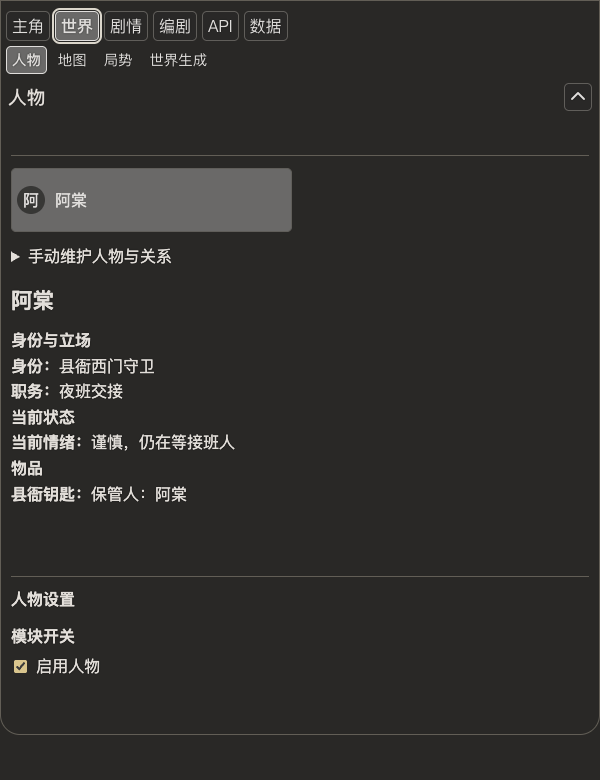 主角 世界 剧情 编剧 API 数据
人物 地图 局势 世界生成
人物
阿 阿棠
手动维护人物与关系
阿棠
身份与立场
身份：县衙西门守卫
职务：夜班交接
当前状态
当前情绪：谨慎，仍在等接班人
物品
县衙钥匙：保管人：阿棠
人物设置
模块开关
启用人物